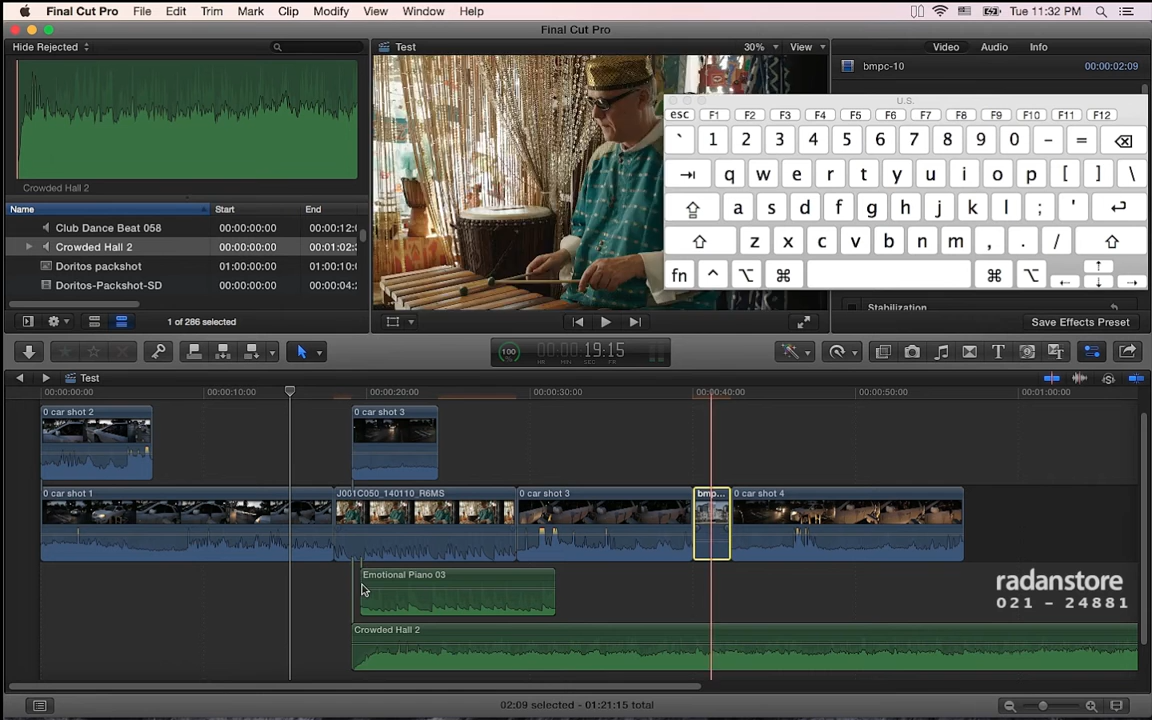 Final Cut Pro File Edit Trim Mark Clip Modify View Window Help Tue 11:32 PM
Final Cut Pro
Hide Rejected
Test 30% View
Video Audio Info
bmpc-10 00:00:02:09
Crowded Hall 2
Name Start End
Club Dance Beat 058 00:00:00:00 00:00:12:
Crowded Hall 2 00:00:00:00 00:01:02:
Doritos packshot 01:00:00:00 01:00:10:
Doritos-Packshot-SD 00:00:00:00 00:00:04:
1 of 286 selected
U.S.
esc F1 F2 F3 F4 F5 F6 F7 F8 F9 F10 F11 F12
` 1 2 3 4 5 6 7 8 9 0 - =
q w e r t y u i o p [ ] \
a s d f g h j k l ; '
z x c v b n m , . /
fn ^ ⌥ ⌘ ⌘ ⌥
Stabilization
Save Effects Preset
100 00:00:19:15
HR MIN SEC FR
Test
00:00:00:00 00:00:10:00 00:00:20:00 00:00:30:00 00:00:40:00 00:00:50:00 00:01:00:00
0 car shot 2 0 car shot 3
0 car shot 1 J001C050_140110_R6MS 0 car shot 3 bmp... 0 car shot 4
Emotional Piano 03
Crowded Hall 2
radanstore
021 - 24881
02:09 selected - 01:21:15 total